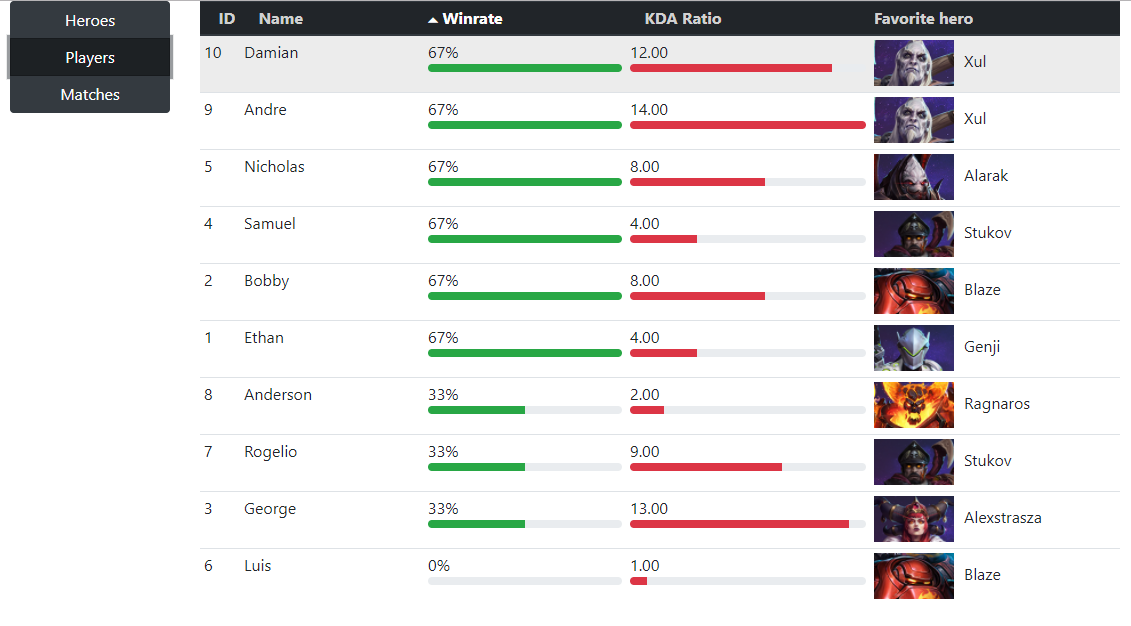 Heroes
Players
Matches
ID Name Winrate KDA Ratio Favorite hero
10 Damian 67% 12.00 Xul
9 Andre 67% 14.00 Xul
5 Nicholas 67% 8.00 Alarak
4 Samuel 67% 4.00 Stukov
2 Bobby 67% 8.00 Blaze
1 Ethan 67% 4.00 Genji
8 Anderson 33% 2.00 Ragnaros
7 Rogelio 33% 9.00 Stukov
3 George 33% 13.00 Alexstrasza
6 Luis 0% 1.00 Blaze